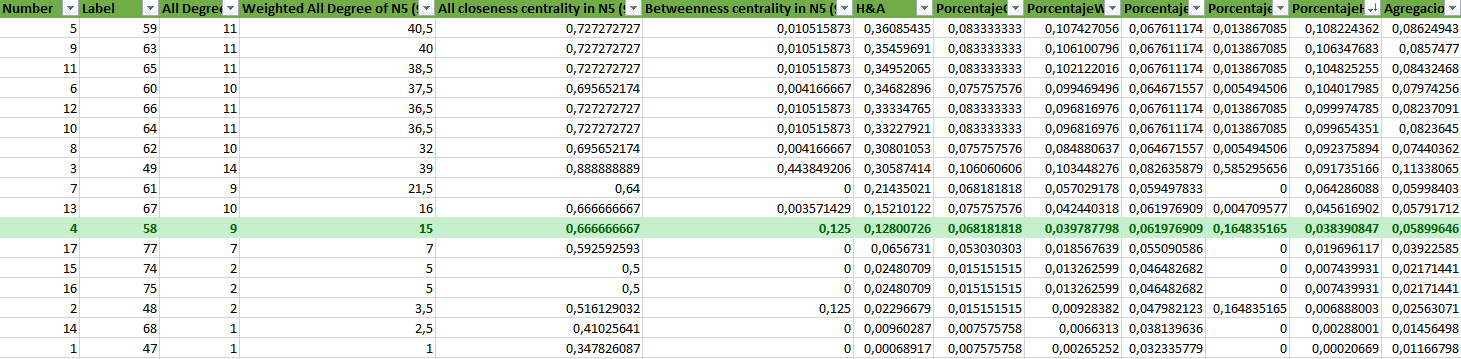 Number Label All Degree Weighted All Degree of N5 ( All closeness centrality in N5 ( Betweenness centrality in N5 ( H&A Porcentaje PorcentajeW Porcentaje Porcentaje Porcentaje Agregacio
5 59 11 40,5 0,727272727 0,010515873 0,36085435 0,083333333 0,107427056 0,067611174 0,013867085 0,108224362 0,08624943
9 63 11 40 0,727272727 0,010515873 0,35459691 0,083333333 0,106100796 0,067611174 0,013867085 0,106347683 0,0857477
11 65 11 38,5 0,727272727 0,010515873 0,34952065 0,083333333 0,102122016 0,067611174 0,013867085 0,104825255 0,08432468
6 60 10 37,5 0,695652174 0,004166667 0,34682896 0,075757576 0,099469496 0,064671557 0,005494506 0,104017985 0,07974256
12 66 11 36,5 0,727272727 0,010515873 0,33334765 0,083333333 0,096816976 0,067611174 0,013867085 0,099974785 0,08237091
10 64 11 36,5 0,727272727 0,010515873 0,33227921 0,083333333 0,096816976 0,067611174 0,013867085 0,099654351 0,0823645
8 62 10 32 0,695652174 0,004166667 0,30801053 0,075757576 0,084880637 0,064671557 0,005494506 0,092375894 0,07440362
3 49 14 39 0,888888889 0,443849206 0,30587414 0,106060606 0,103448276 0,082635879 0,585295656 0,091735166 0,11338065
7 61 9 21,5 0,64 0 0,21435021 0,068181818 0,057029178 0,059497833 0 0,064286088 0,05998403
13 67 10 16 0,666666667 0,003571429 0,15210122 0,075757576 0,042440318 0,061976909 0,004709577 0,045616902 0,05791712
4 58 9 15 0,666666667 0,125 0,12800726 0,068181818 0,039787798 0,061976909 0,164835165 0,038390847 0,05899646
17 77 7 7 0,592592593 0 0,0656731 0,053030303 0,018567639 0,055090586 0 0,019696117 0,03922585
15 74 2 5 0,5 0 0,02480709 0,015151515 0,013262599 0,046482682 0 0,007439931 0,02171441
16 75 2 5 0,5 0 0,02480709 0,015151515 0,013262599 0,046482682 0 0,007439931 0,02171441
2 48 2 3,5 0,516129032 0,125 0,02296679 0,015151515 0,00928382 0,047982123 0,164835165 0,006888003 0,02563071
14 68 1 2,5 0,41025641 0 0,00960287 0,007575758 0,0066313 0,038139636 0 0,00288001 0,01456498
1 47 1 1 0,347826087 0 0,00068917 0,007575758 0,00265252 0,032335779 0 0,00020669 0,01166798